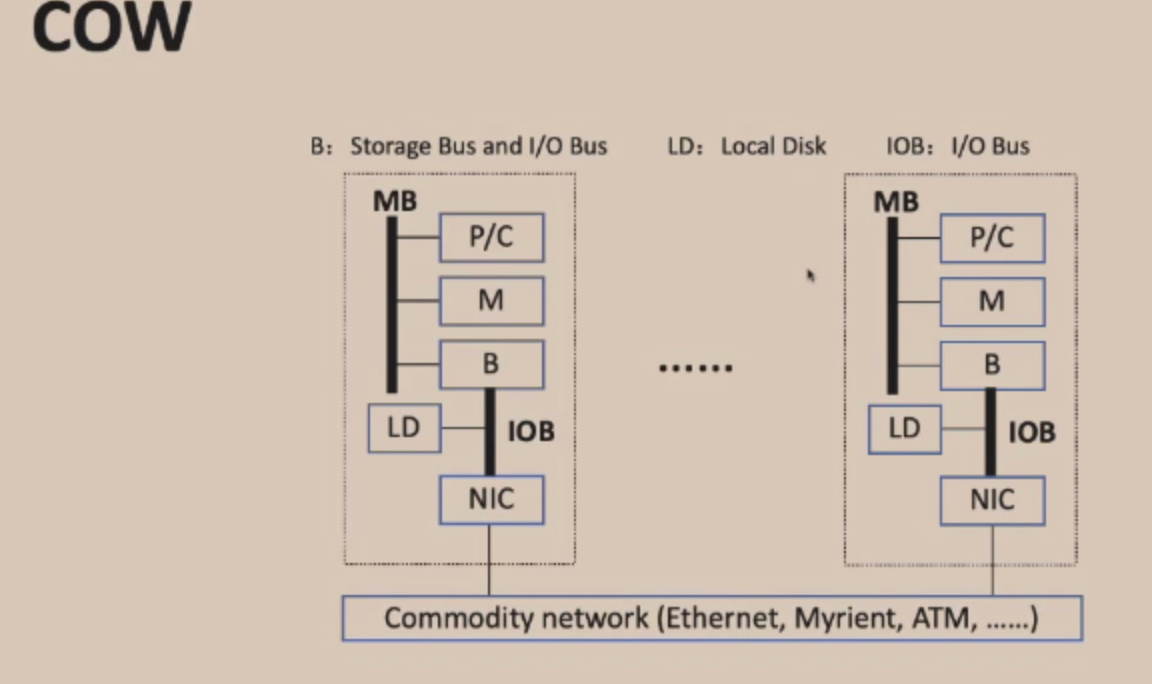 COW
B： Storage Bus and I/O Bus LD： Local Disk IOB： I/O Bus
MB
P/C
M
B
LD
IOB
NIC
......
MB
P/C
M
B
LD
IOB
NIC
Commodity network (Ethernet, Myrient, ATM, ......)